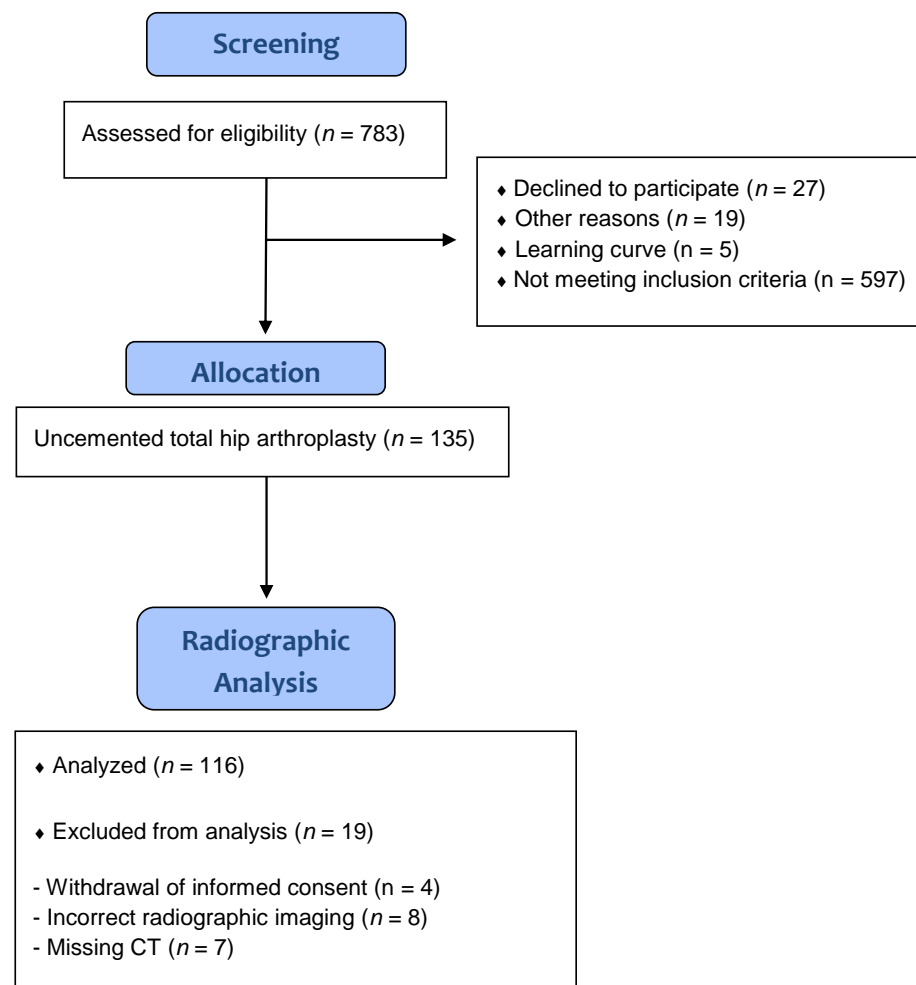 Screening
Assessed for eligibility (n = 783)
♦ Declined to participate (n = 27)
♦ Other reasons (n = 19)
♦ Learning curve (n = 5)
♦ Not meeting inclusion criteria (n = 597)
Allocation
Uncemented total hip arthroplasty (n = 135)
Radiographic
Analysis
♦ Analyzed (n = 116)
♦ Excluded from analysis (n = 19)
- Withdrawal of informed consent (n = 4)
- Incorrect radiographic imaging (n = 8)
- Missing CT (n = 7)